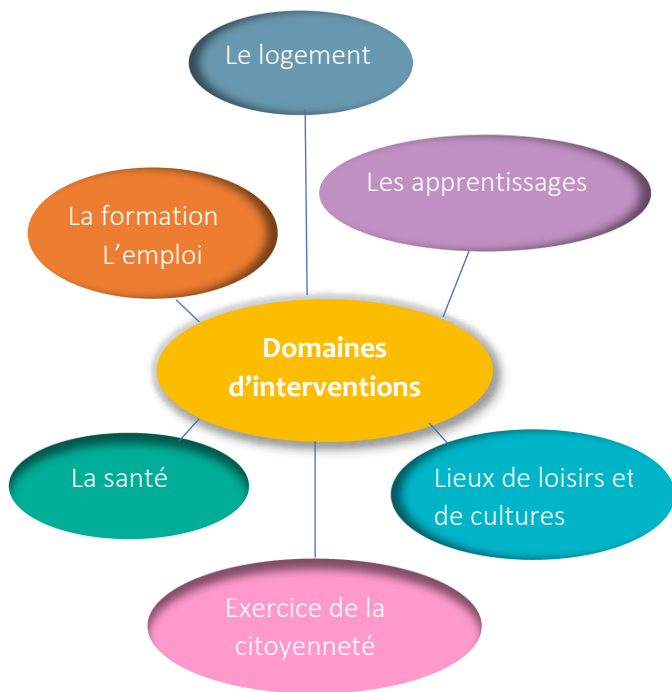 Le logement
Les apprentissages
La formation
L’emploi
Domaines
d’interventions
La santé
Lieux de loisirs et
de cultures
Exercice de la
citoyenneté